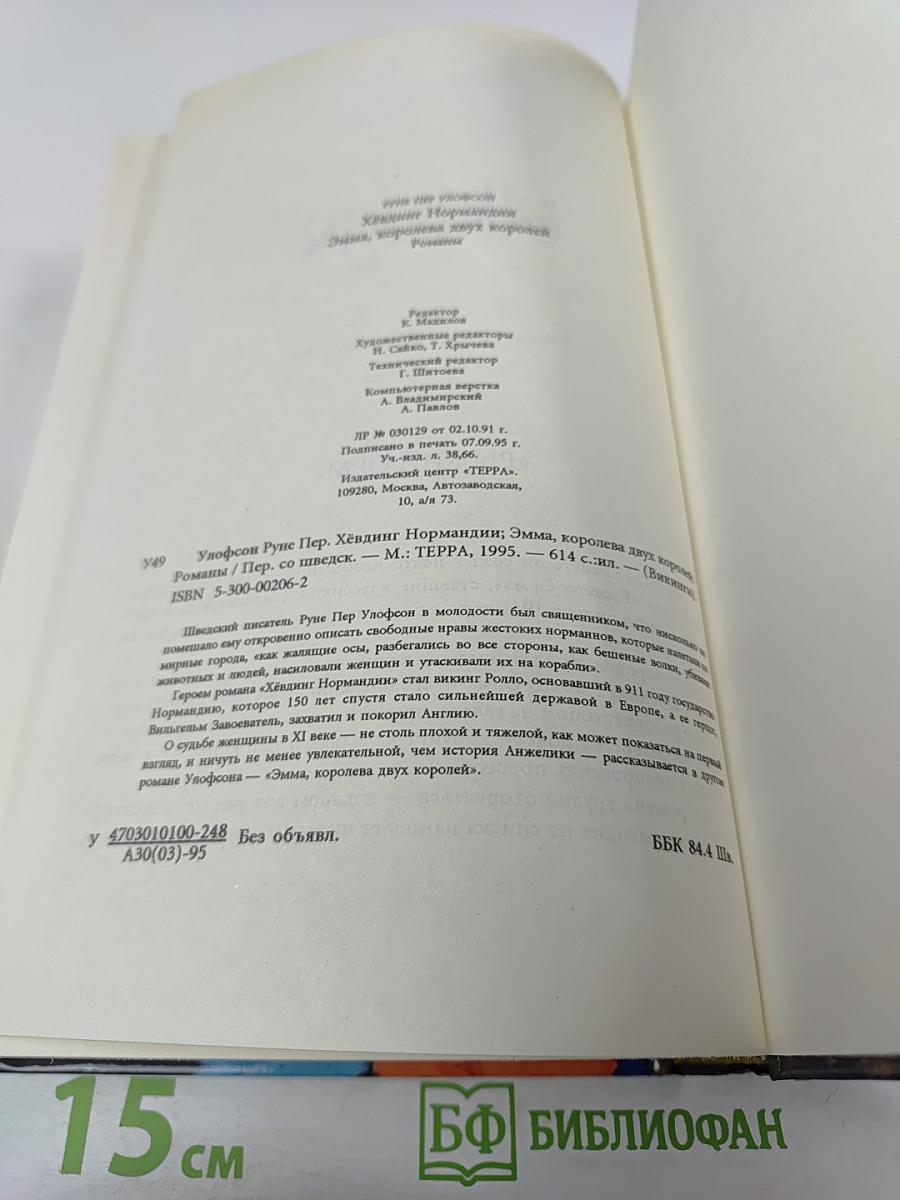 РУНЕ ПЕР УЛОФСОН
ХЁВДИНГ НОРМАНДИИ
ЭММА, КОРОЛЕВА ДВУХ КОРОЛЕЙ
РОМАНЫ
Редактор
К. Мадилов
Художественные редакторы
И. Сайко, Т. Хрычева
Технический редактор
Г. Шитоева
Компьютерная верстка
А. Владимирский
А. Павлов
ЛР № 030129 от 02.10.91 г.
Подписано в печать 07.09.95 г.
Уч.-изд. л. 38,66.
Издательский центр «ТЕРРА».
109280, Москва, Автозаводская,
10, а/я 73.
У49 Улофсон Руне Пер. Хёвдинг Нормандии; Эмма, королева двух королей:
Романы / Пер. со шведск. — М.: ТЕРРА, 1995. — 614 с.:ил. — (Викинги).
ISBN 5-300-00206-2
Шведский писатель Руне Пер Улофсон в молодости был священником, что нисколько не
помешало ему откровенно описать свободные нравы жестоких норманнов, которые налетали на
мирные города, «как жалящие осы, разбегались во все стороны, как бешеные волки, убивали
животных и людей, насиловали женщин и утаскивали их на корабли».
Героем романа «Хёвдинг Нормандии» стал викинг Ролло, основавший в 911 году государство
Нормандию, которое 150 лет спустя стало сильнейшей державой в Европе, а ее герцог,
Вильгельм Завоеватель, захватил и покорил Англию.
О судьбе женщины в XI веке — не столь плохой и тяжелой, как может показаться на первый
взгляд, и ничуть не менее увлекательной, чем история Анжелики — рассказывается в другом
романе Улофсона — «Эмма, королева двух королей».
У 4703010100-248 Без объявл.
А30(03)-95
ББК 84.4 Шв.
15 см
БФ БИБЛИОФАН